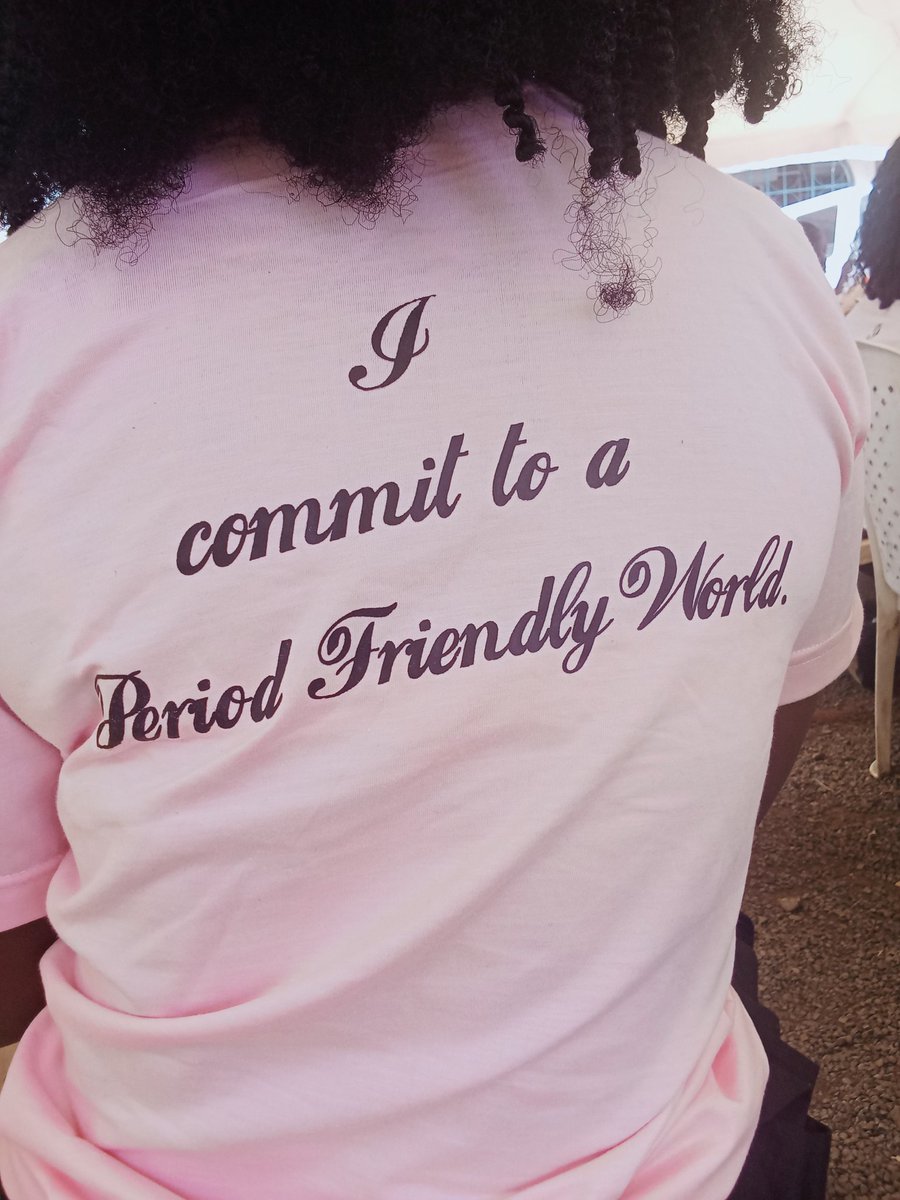 I
commit to a
Period Friendly World.